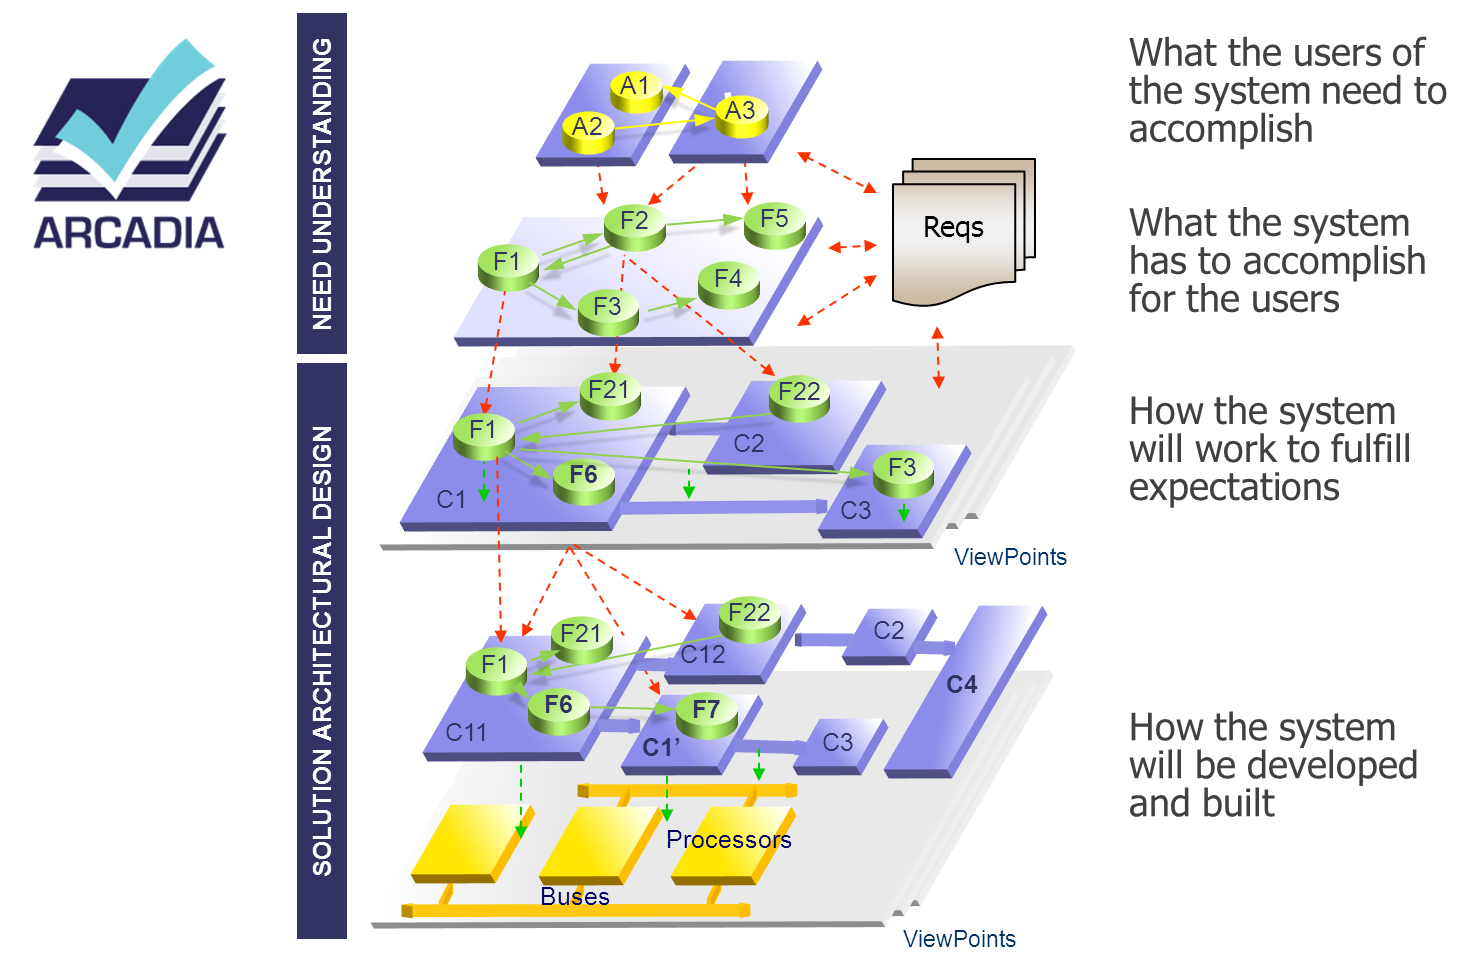 ARCADIA
NEED UNDERSTANDING
SOLUTION ARCHITECTURAL DESIGN
A1
A2
A3
What the users of
the system need to
accomplish
Reqs
F2
F5
F1
F4
F3
What the system
has to accomplish
for the users
F21
F22
F1
C2
F6
F3
C1
C3
How the system
will work to fulfill
expectations
ViewPoints
F21
F22
C2
F1
C12
C4
F6
F7
C11
C1’
C3
How the system
will be developed
and built
Processors
Buses
ViewPoints